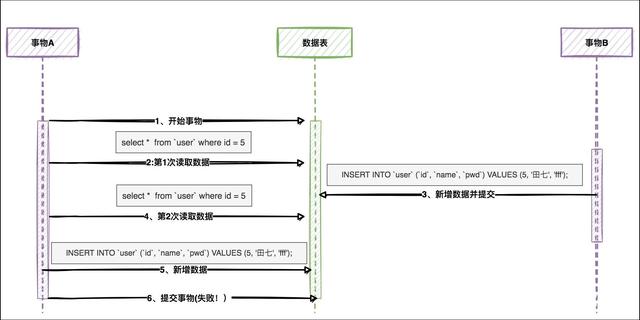 事物A
数据表
事物B
1、开始事物
select * from `user` where id = 5
2:第1次读取数据
INSERT INTO `user` (`id`, `name`, `pwd`) VALUES (5, '田七', 'fff');
3、新增数据并提交
select * from `user` where id = 5
4、第2次读取数据
INSERT INTO `user` (`id`, `name`, `pwd`) VALUES (5, '田七', 'fff');
5、新增数据
6、提交事物(失败！)